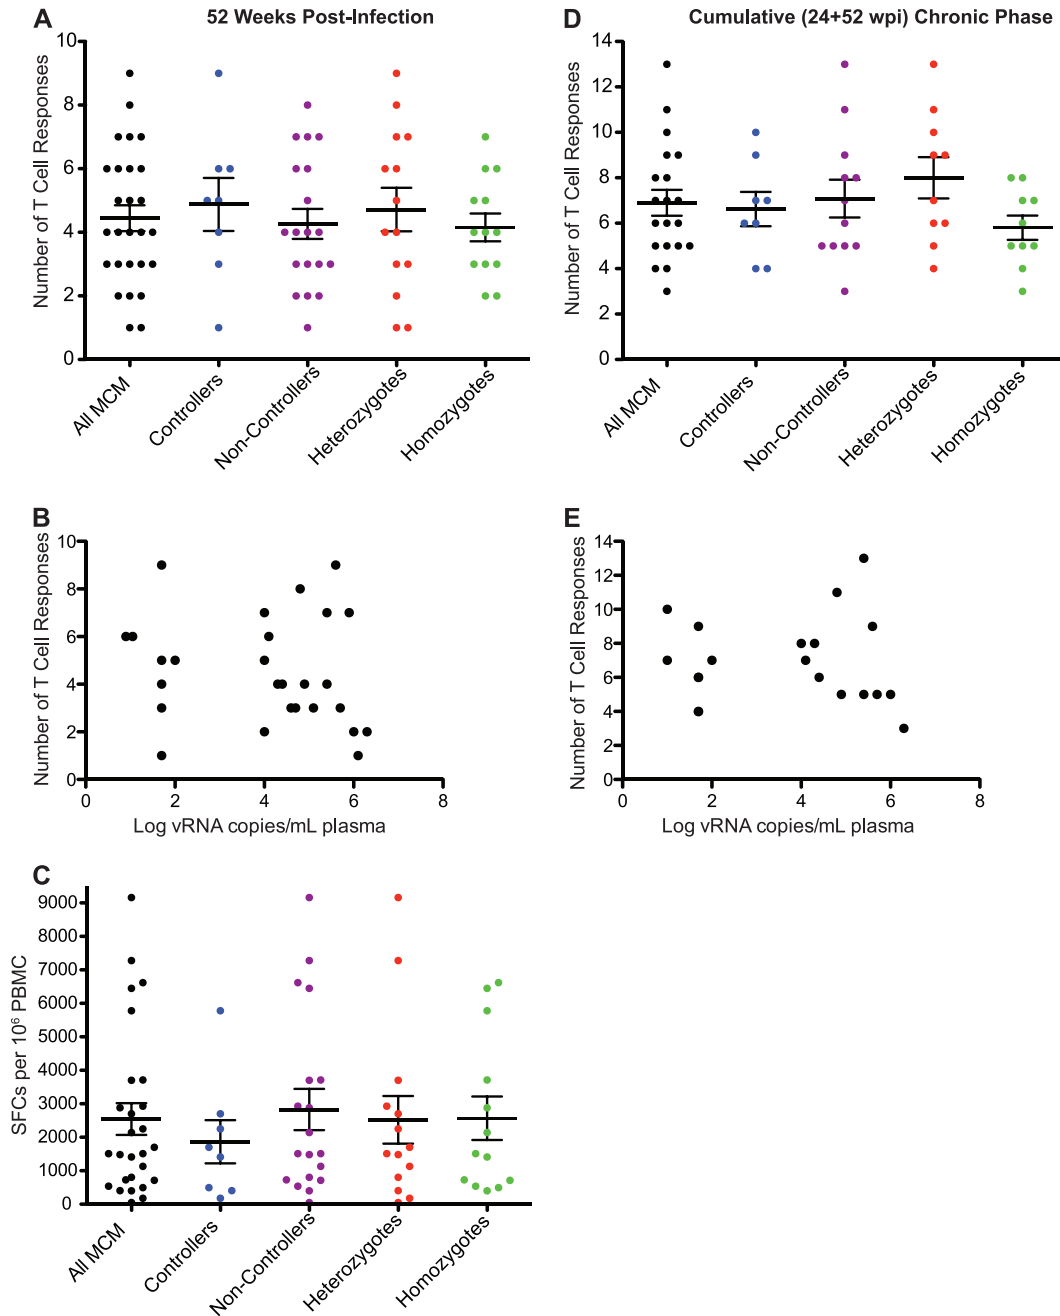 A
52 Weeks Post-Infection
Number of T Cell Responses
10
8
6
4
2
0
All MCM
Controllers
Non-Controllers
Heterozygotes
Homozygotes
D
Cumulative (24+52 wpi) Chronic Phase
Number of T Cell Responses
14
12
10
8
6
4
2
0
All MCM
Controllers
Non-Controllers
Heterozygotes
Homozygotes
B
Number of T Cell Responses
10
8
6
4
2
0
0 2 4 6 8
Log vRNA copies/mL plasma
E
Number of T Cell Responses
14
12
10
8
6
4
2
0
0 2 4 6 8
Log vRNA copies/mL plasma
C
SFCs per 10⁶ PBMC
9000
8000
7000
6000
5000
4000
3000
2000
1000
0
All MCM
Controllers
Non-Controllers
Heterozygotes
Homozygotes